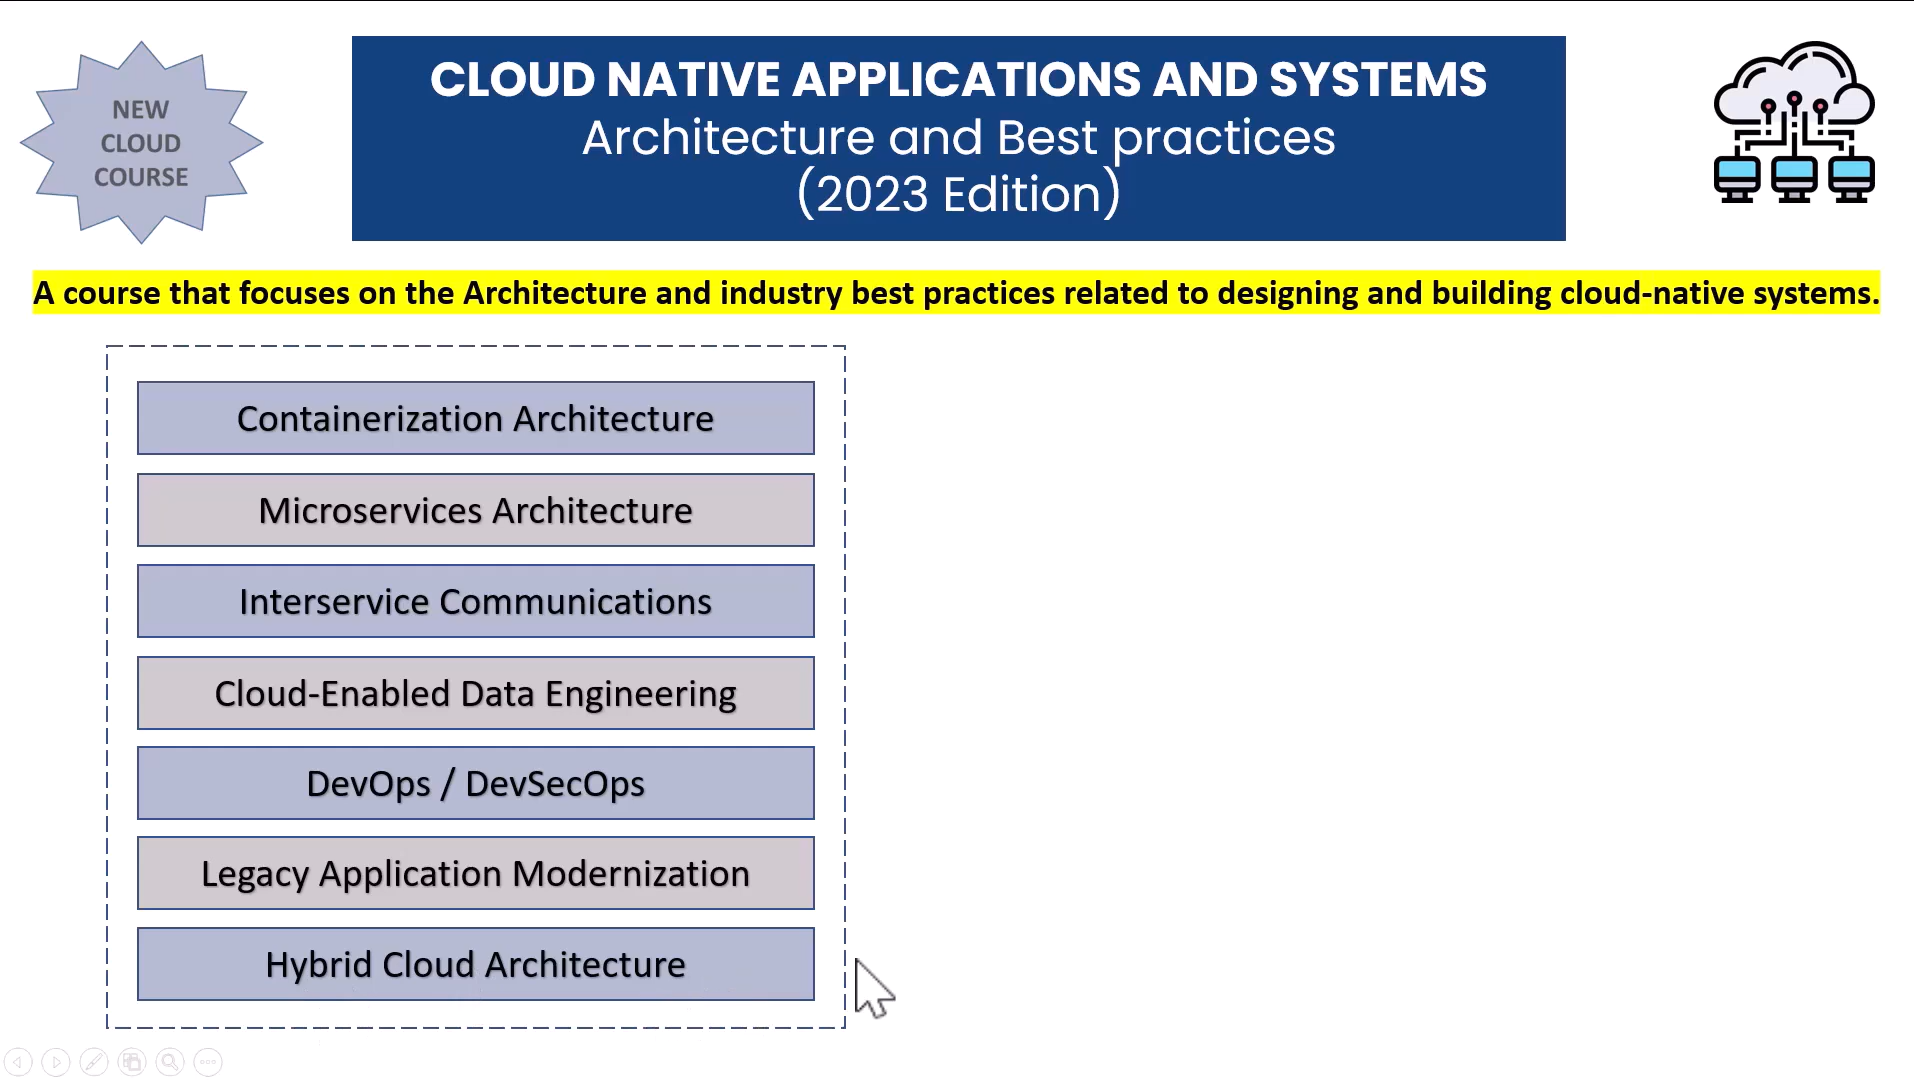 NEW
CLOUD
COURSE
CLOUD NATIVE APPLICATIONS AND SYSTEMS
Architecture and Best practices
(2023 Edition)
A course that focuses on the Architecture and industry best practices related to designing and building cloud-native systems.
Containerization Architecture
Microservices Architecture
Interservice Communications
Cloud-Enabled Data Engineering
DevOps / DevSecOps
Legacy Application Modernization
Hybrid Cloud Architecture